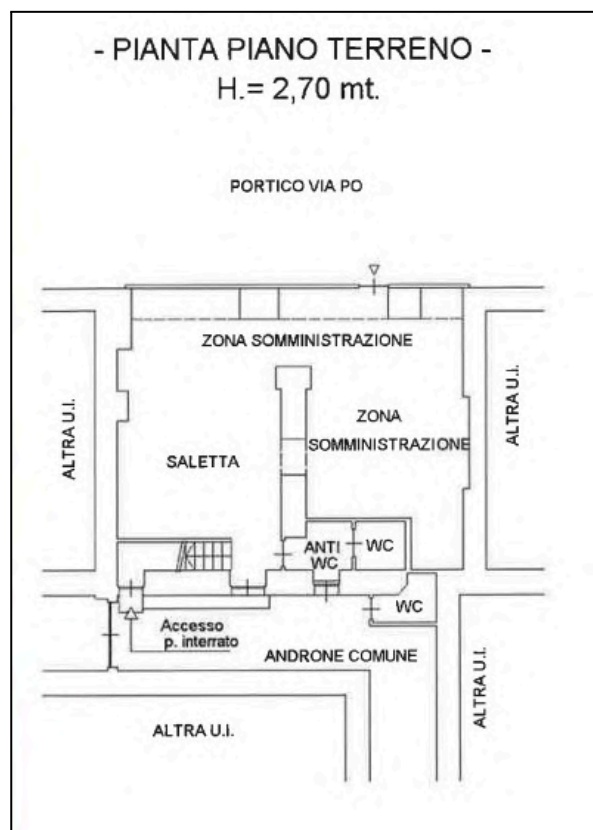 - PIANTA PIANO TERRENO -
H.= 2,70 mt.
PORTICO VIA PO
ZONA SOMMINISTRAZIONE
ZONA
SOMMINISTRAZIONE
ALTRA U.I.
ALTRA U.I.
SALETTA
ANTI
WC
WC
WC
Accesso
p. interrato
ANDRONE COMUNE
ALTRA U.I.
ALTRA U.I.